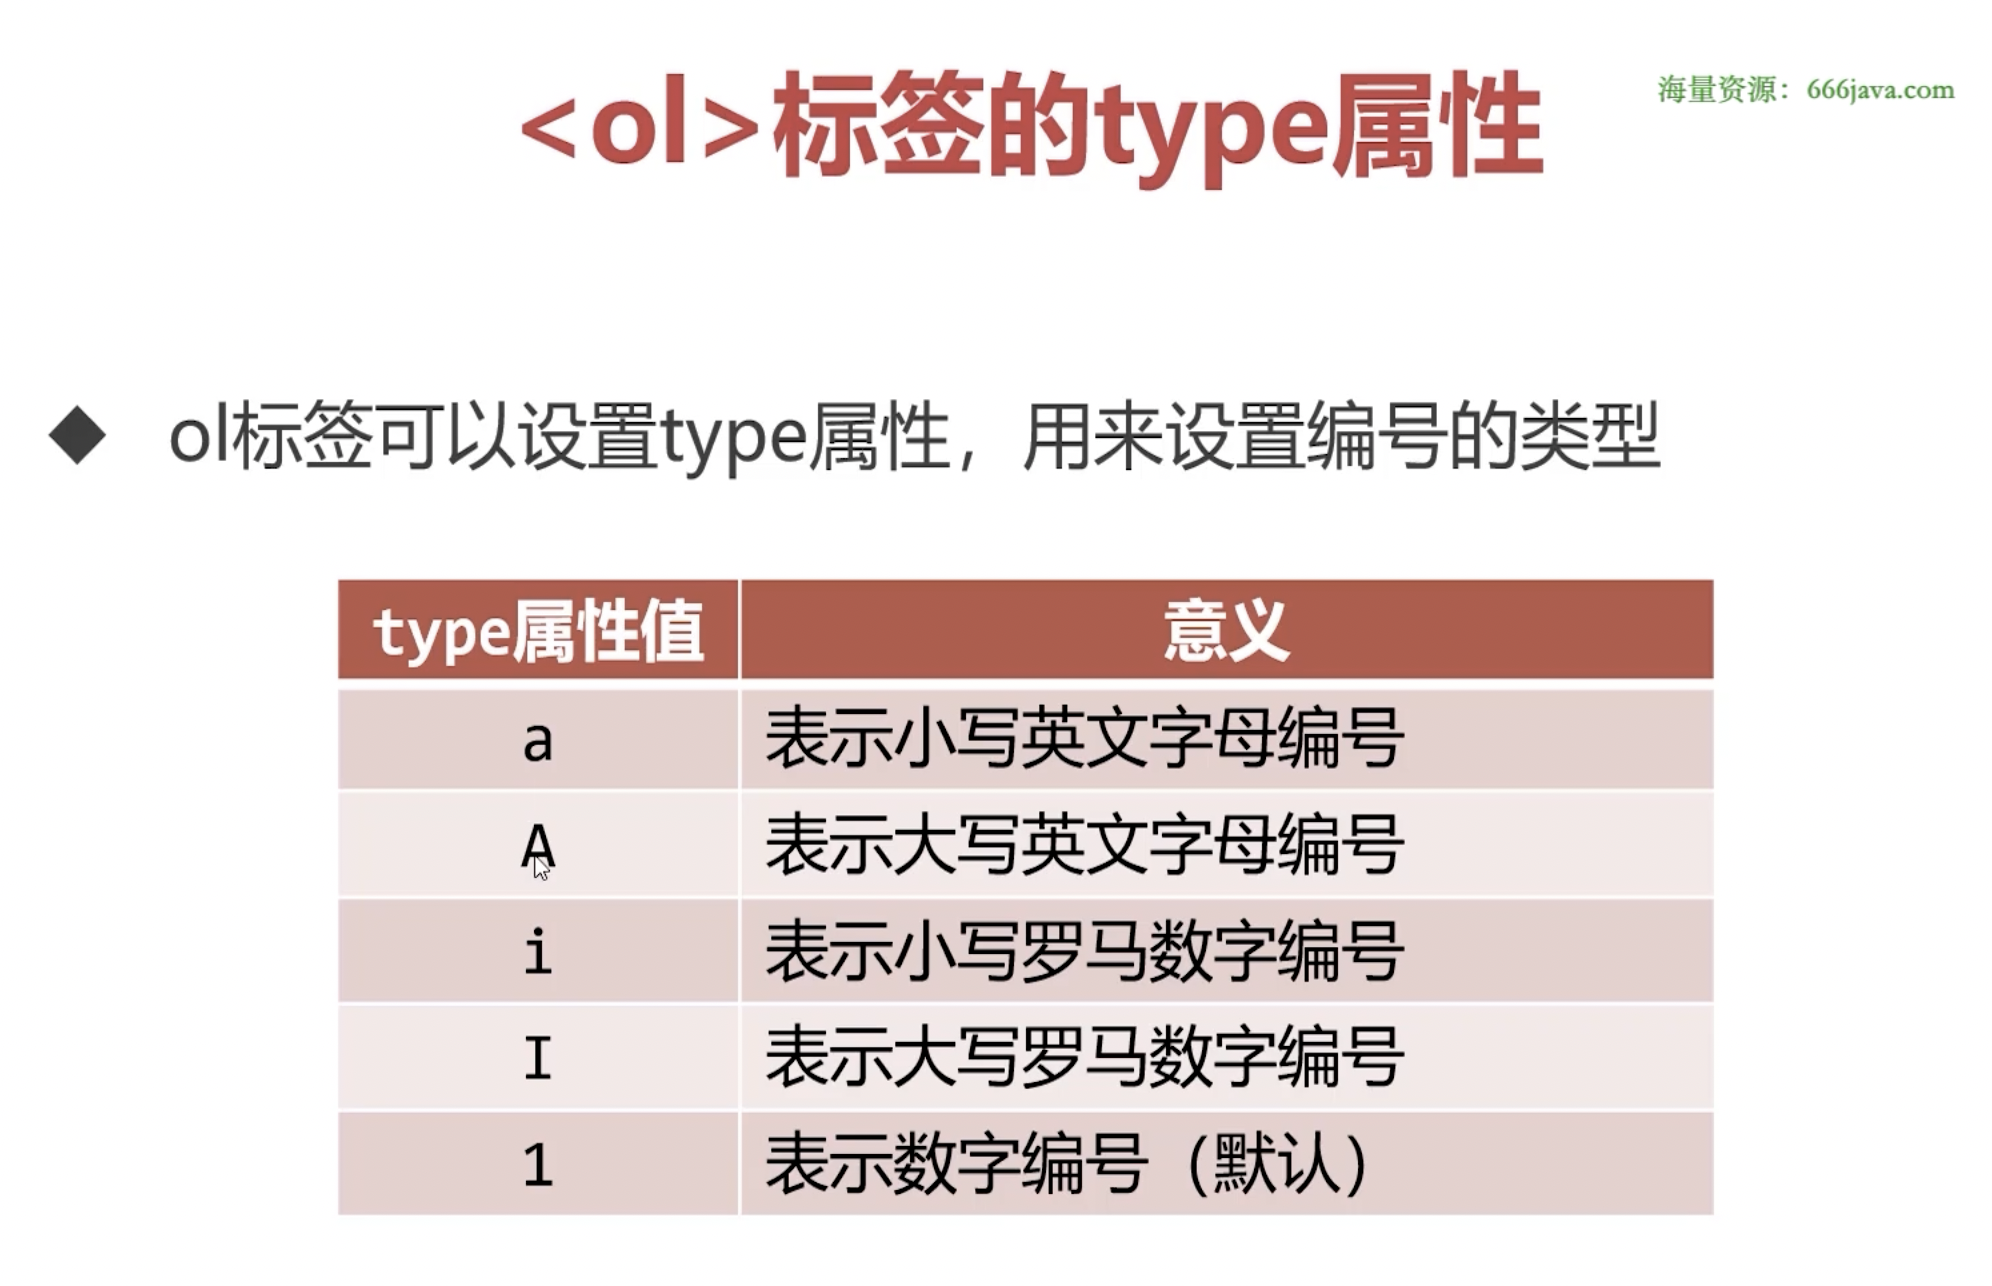 <ol>标签的type属性
海量资源：666java.com
ol标签可以设置type属性，用来设置编号的类型
type属性值 意义
a 表示小写英文字母编号
A 表示大写英文字母编号
i 表示小写罗马数字编号
I 表示大写罗马数字编号
1 表示数字编号（默认）